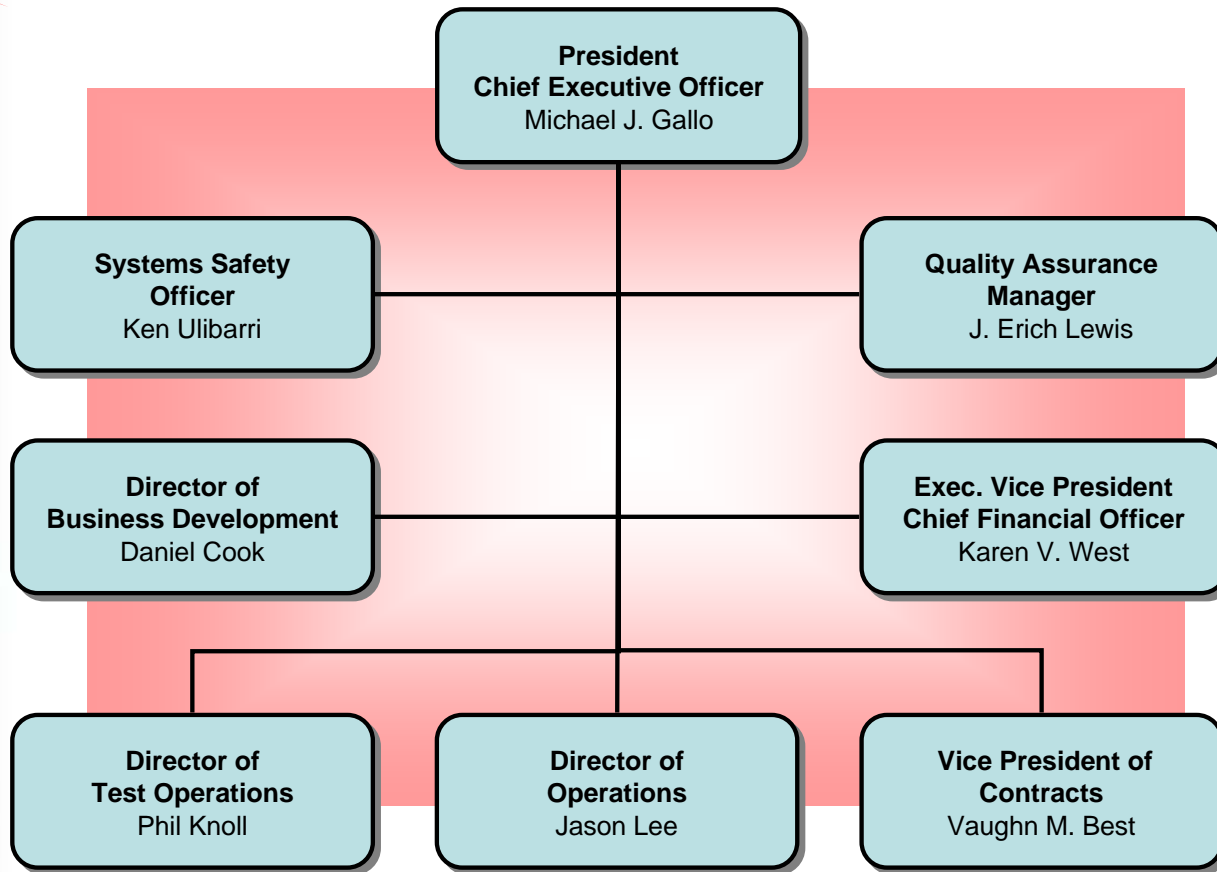 President
Chief Executive Officer
Michael J. Gallo
Systems Safety
Officer
Ken Ulibarri
Quality Assurance
Manager
J. Erich Lewis
Director of
Business Development
Daniel Cook
Exec. Vice President
Chief Financial Officer
Karen V. West
Director of
Test Operations
Phil Knoll
Director of
Operations
Jason Lee
Vice President of
Contracts
Vaughn M. Best